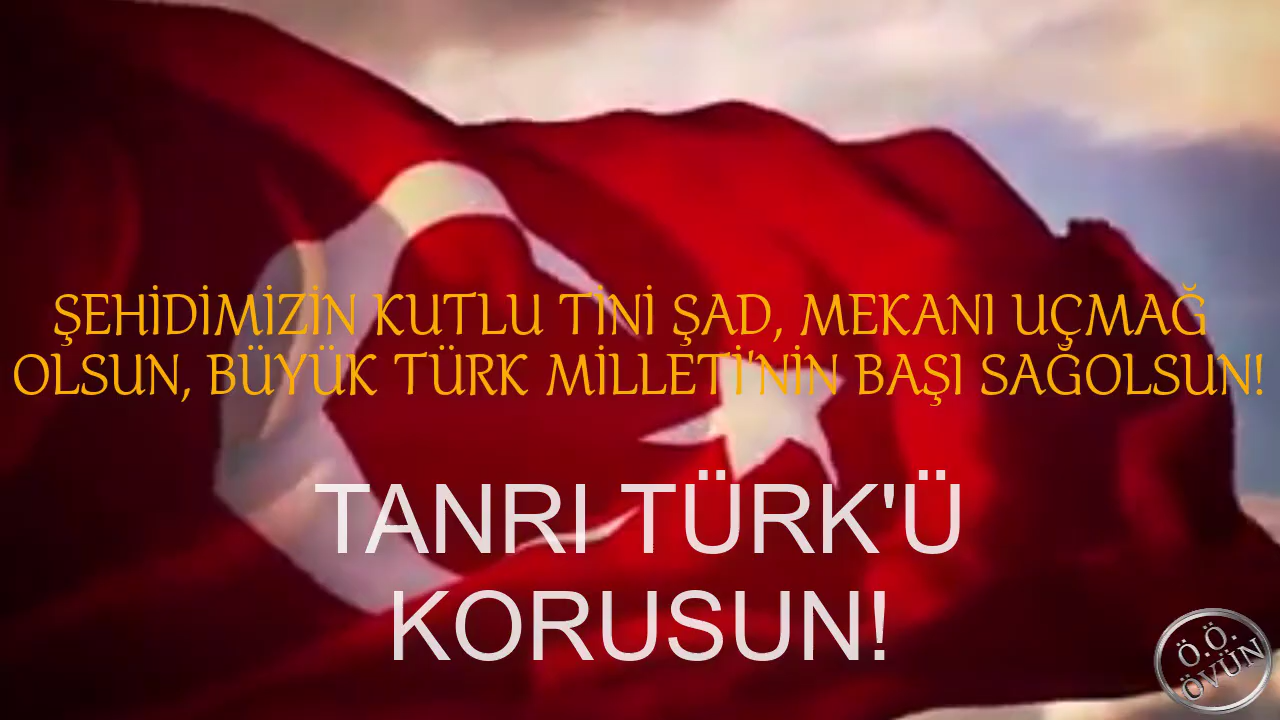 ŞEHİDİMİZİN KUTLU TİNİ ŞAD, MEKANI UÇMAĞ
OLSUN, BÜYÜK TÜRK MİLLETİ'NİN BAŞI SAĞOLSUN!
TANRI TÜRK'Ü
KORUSUN!
Ö.Ö.
ÖVÜN